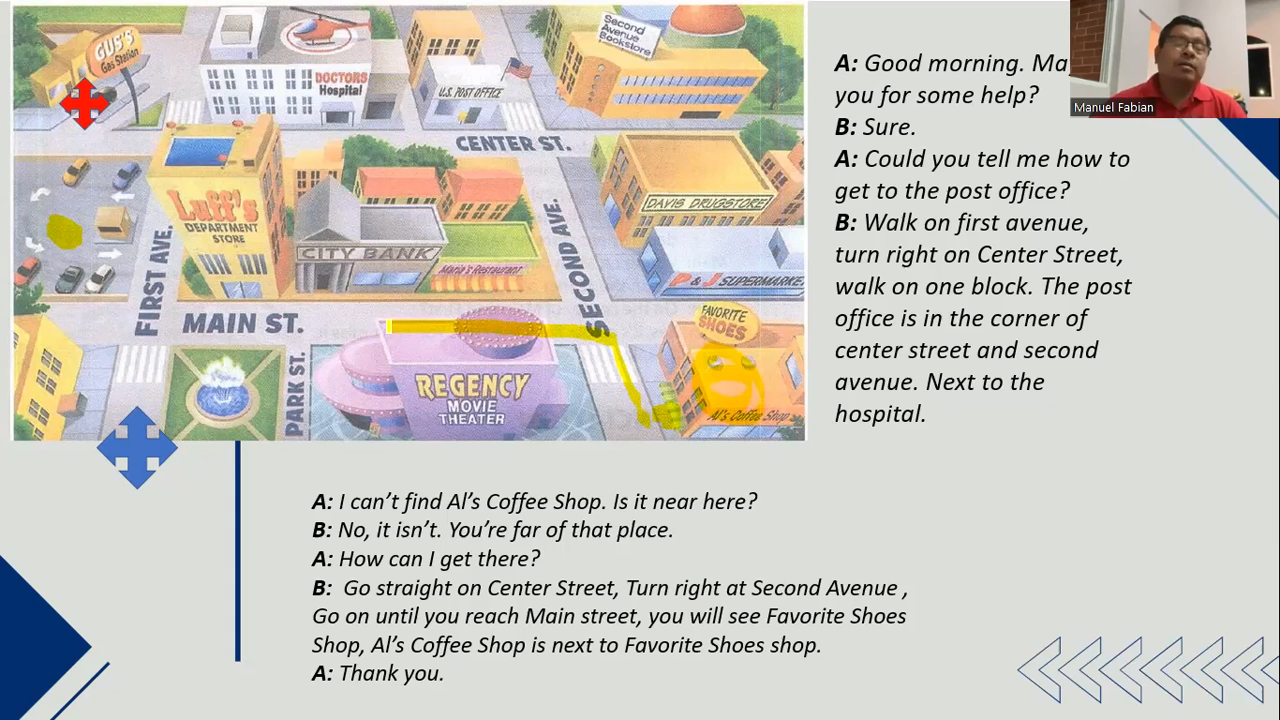 GUS's
Gas Station
DOCTORS
Hospital
U.S. POST OFFICE
Second
Avenue
Bookstore
CENTER ST.
Luff's
DEPARTMENT
STORE
CITY BANK
Maria's Restaurant
DAVIS DRUGSTORE
P & J SUPERMARKE
FIRST AVE.
SECOND AVE.
MAIN ST.
PARK ST.
REGENCY
MOVIE
THEATER
FAVORITE
SHOES
Al's Coffee Shop
A: Good morning. Ma
you for some help?
B: Sure.
A: Could you tell me how to
get to the post office?
B: Walk on first avenue,
turn right on Center Street,
walk on one block. The post
office is in the corner of
center street and second
avenue. Next to the
hospital.
Manuel Fabian
A: I can't find Al's Coffee Shop. Is it near here?
B: No, it isn't. You're far of that place.
A: How can I get there?
B: Go straight on Center Street, Turn right at Second Avenue ,
Go on until you reach Main street, you will see Favorite Shoes
Shop, Al's Coffee Shop is next to Favorite Shoes shop.
A: Thank you.